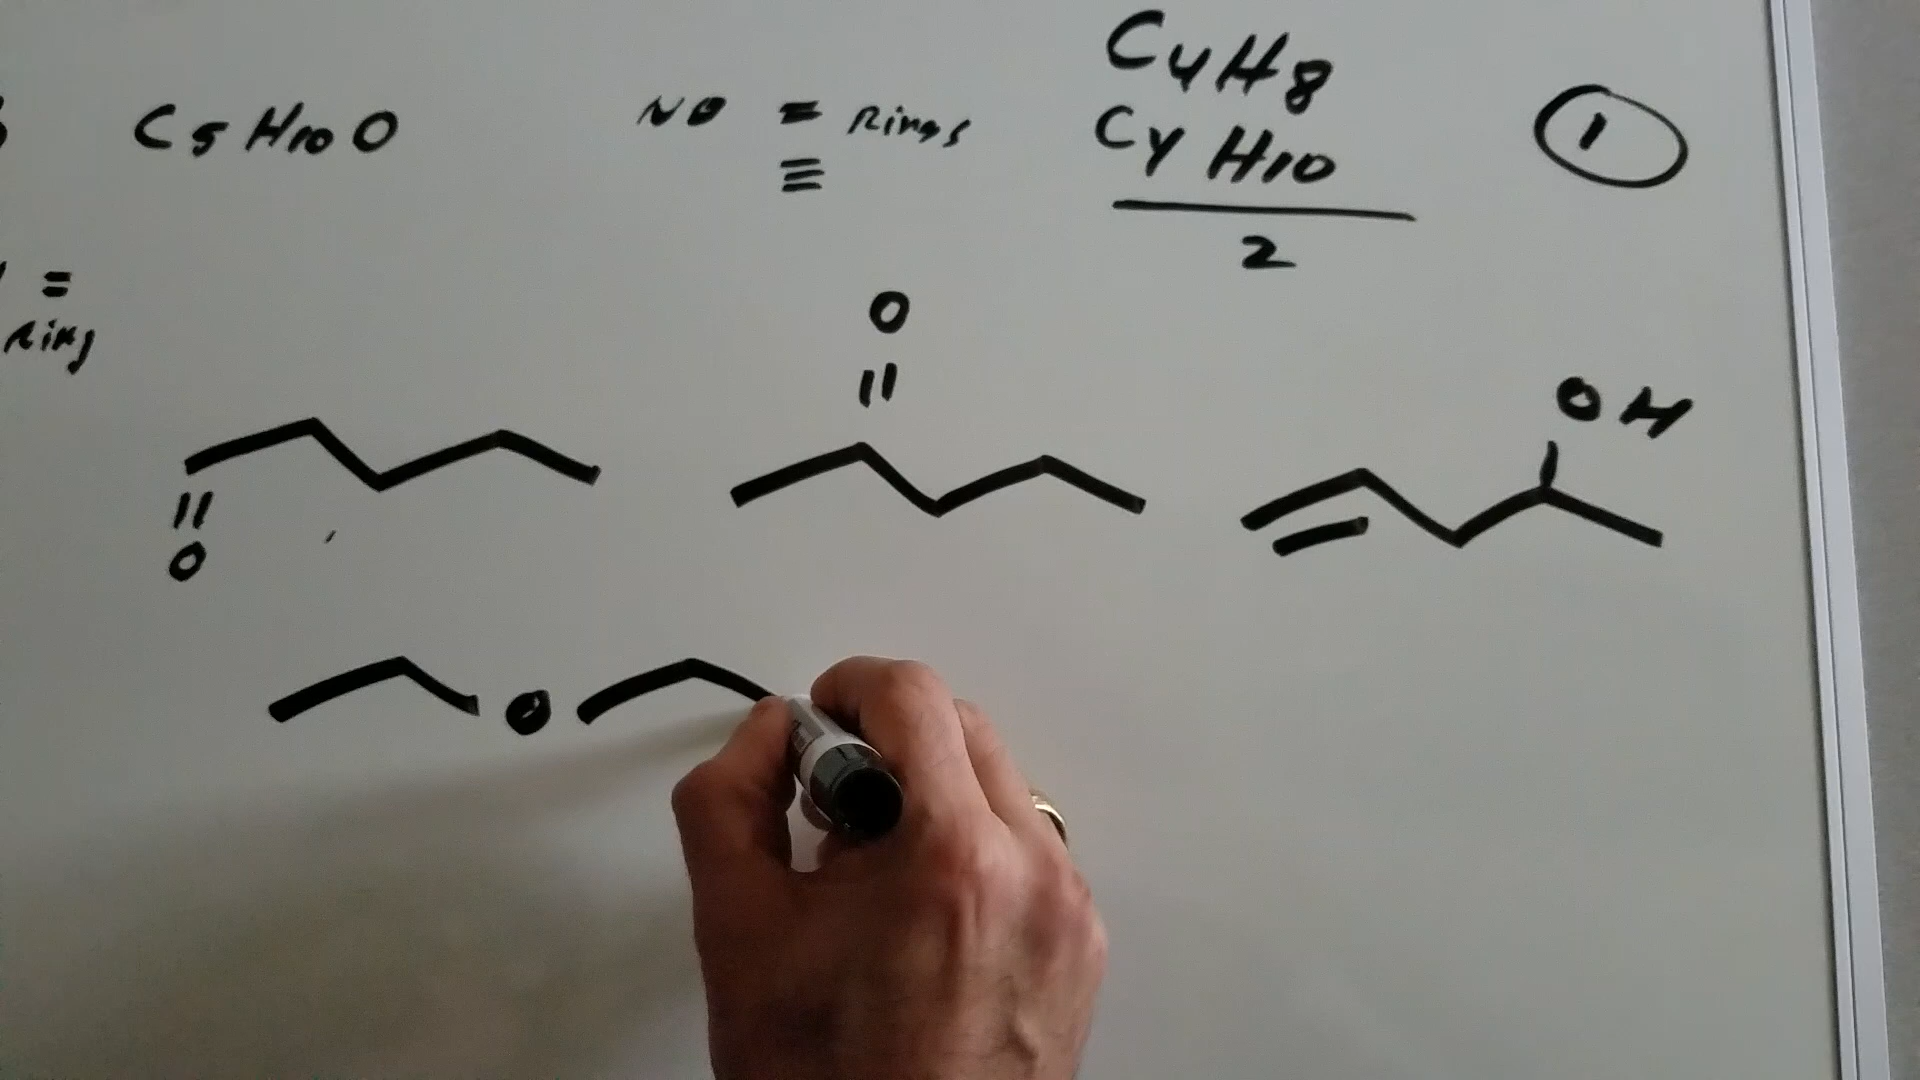 C4H8
C5H10O NO = Rings C4H10 1
≡
2
=
Ring
O
||
OH
||
O
O